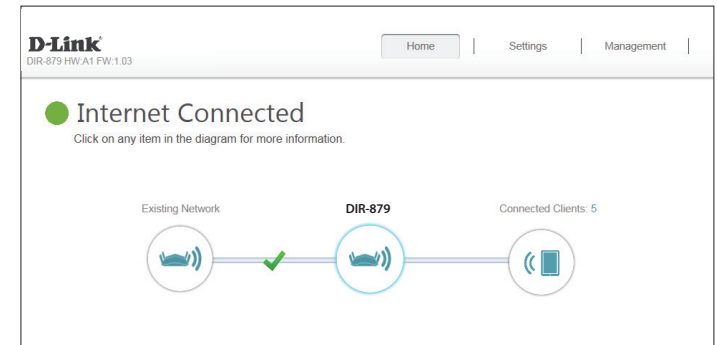 D-Link
DIR-879 HW:A1 FW:1.03
Home
Settings
Management
Internet Connected
Click on any item in the diagram for more information.
Existing Network
DIR-879
Connected Clients: 5